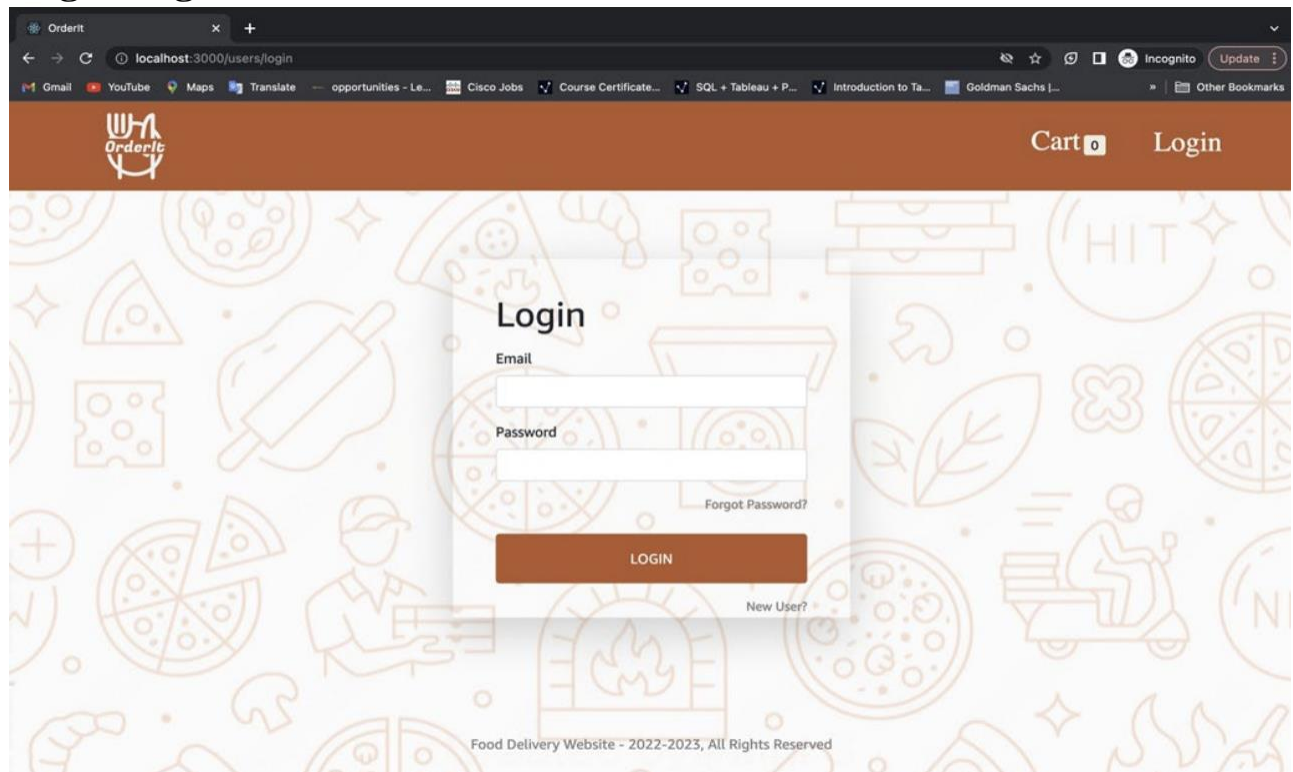 OrderIt
localhost:3000/users/login
Incognito
Update
Gmail
YouTube
Maps
Translate
opportunities - Le...
Cisco Jobs
Course Certificate...
SQL + Tableau + P...
Introduction to Ta...
Goldman Sachs |...
»
Other Bookmarks
OrderIt
Cart 0
Login
HIT
Login
Email
Password
Forgot Password?
LOGIN
New User?
Food Delivery Website - 2022-2023, All Rights Reserved